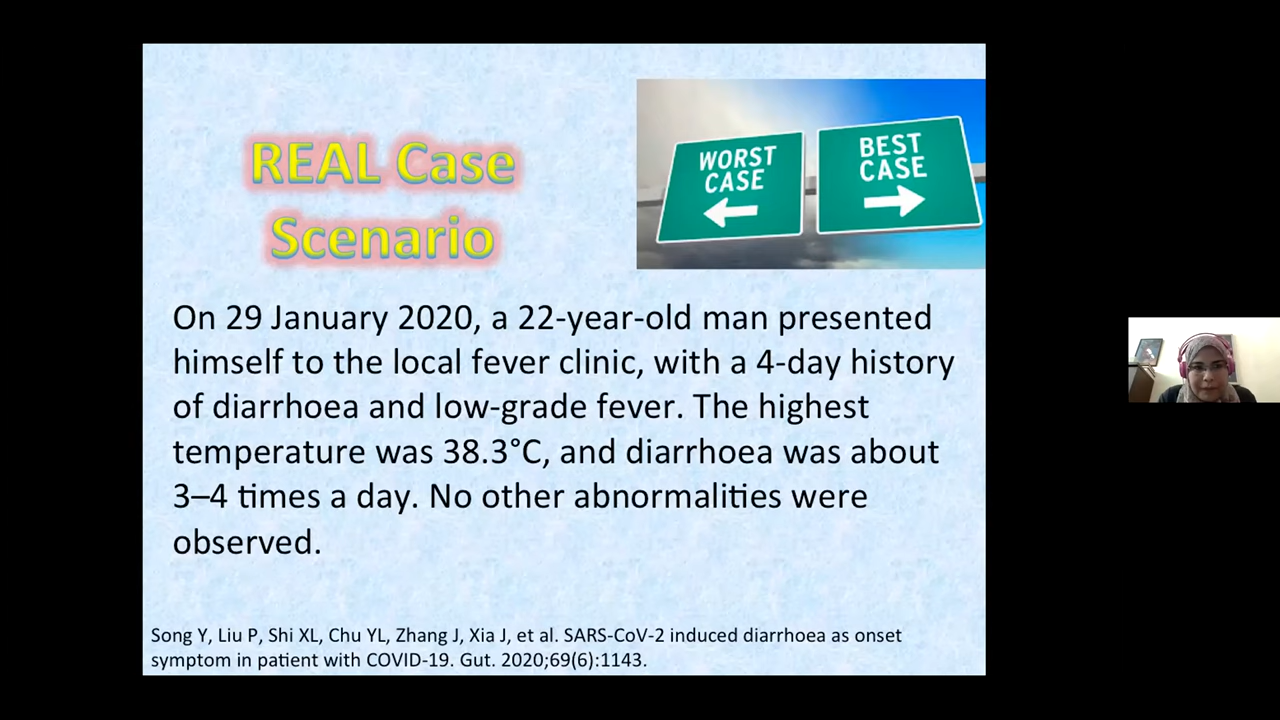 REAL Case
Scenario
WORST
CASE
BEST
CASE
On 29 January 2020, a 22-year-old man presented
himself to the local fever clinic, with a 4-day history
of diarrhoea and low-grade fever. The highest
temperature was 38.3°C, and diarrhoea was about
3–4 times a day. No other abnormalities were
observed.
Song Y, Liu P, Shi XL, Chu YL, Zhang J, Xia J, et al. SARS-CoV-2 induced diarrhoea as onset
symptom in patient with COVID-19. Gut. 2020;69(6):1143.